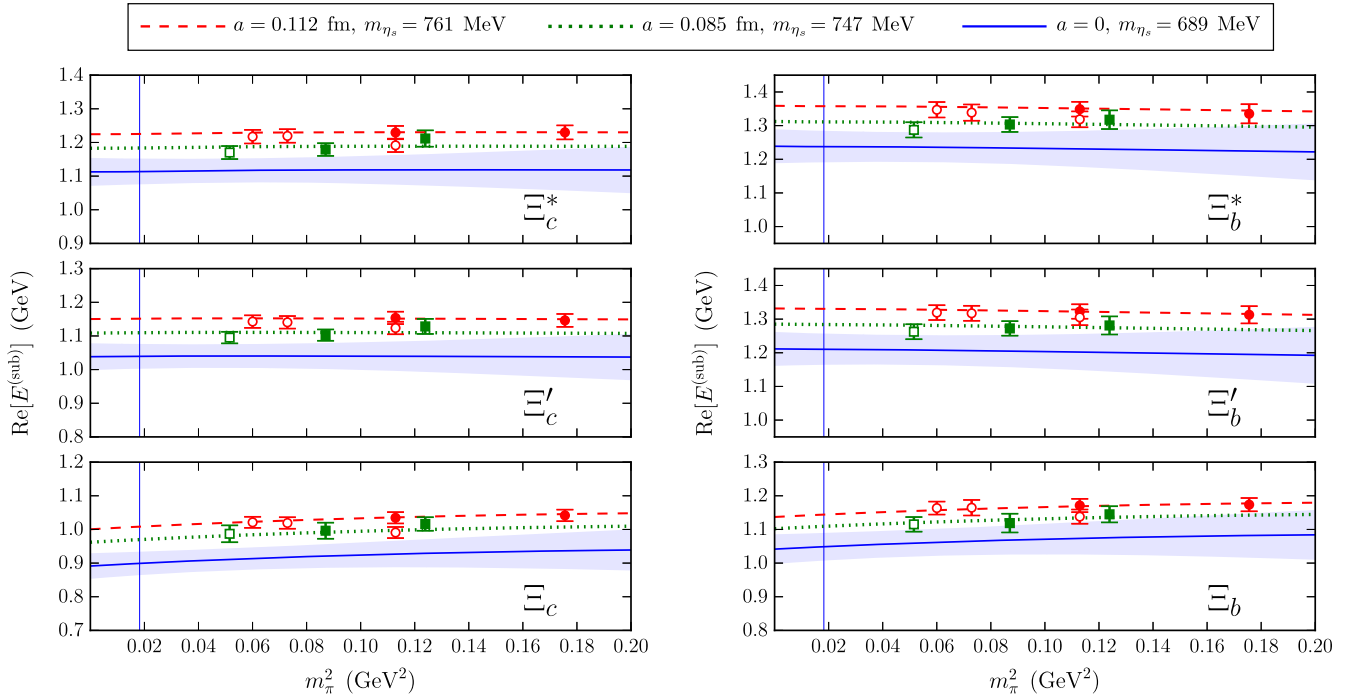 a = 0.112 fm, m_{η_s} = 761 MeV
a = 0.085 fm, m_{η_s} = 747 MeV
a = 0, m_{η_s} = 689 MeV
Re[E^{(sub)}] (GeV)
1.4
1.3
1.2
1.1
1.0
0.9
Ξ_c^*
1.3
1.2
1.1
1.0
0.9
0.8
Ξ_c′
1.2
1.1
1.0
0.9
0.8
0.7
Ξ_c
0.02 0.04 0.06 0.08 0.10 0.12 0.14 0.16 0.18 0.20
m_π^2 (GeV^2)
Re[E^{(sub)}] (GeV)
1.4
1.3
1.2
1.1
1.0
Ξ_b^*
1.4
1.3
1.2
1.1
1.0
Ξ_b′
1.3
1.2
1.1
1.0
0.9
0.8
Ξ_b
0.02 0.04 0.06 0.08 0.10 0.12 0.14 0.16 0.18 0.20
m_π^2 (GeV^2)